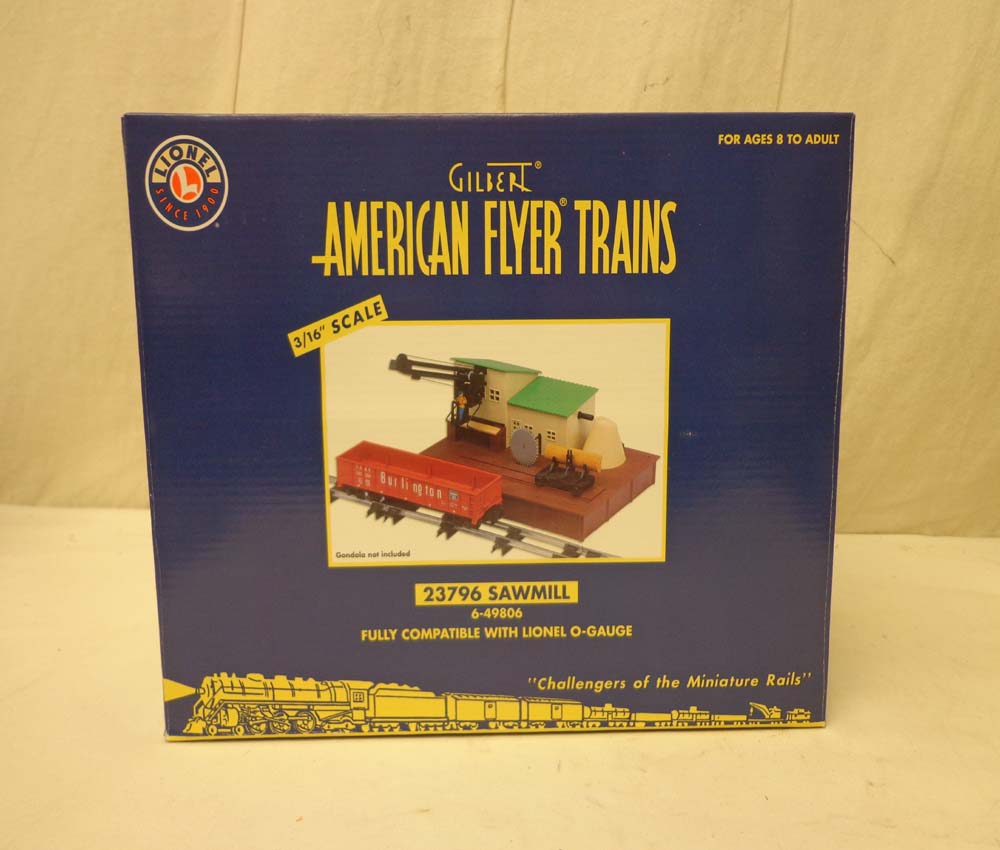 LIONEL
L
SINCE 1900
FOR AGES 8 TO ADULT
GILBERT®
AMERICAN FLYER® TRAINS
3/16" SCALE
Burlington
Gondola not included
23796 SAWMILL
6-49806
FULLY COMPATIBLE WITH LIONEL O-GAUGE
"Challengers of the Miniature Rails"